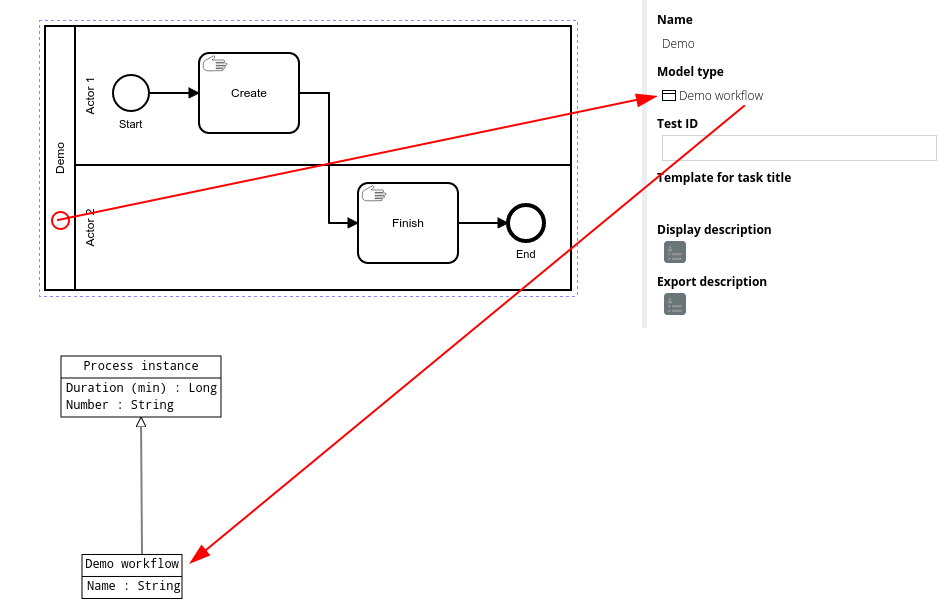 Demo
Actor 1
Start
Create
Actor 2
Finish
End
Name
Demo
Model type
Demo workflow
Test ID
Template for task title
Display description
Export description
Process instance
Duration (min) : Long
Number : String
Demo workflow
Name : String